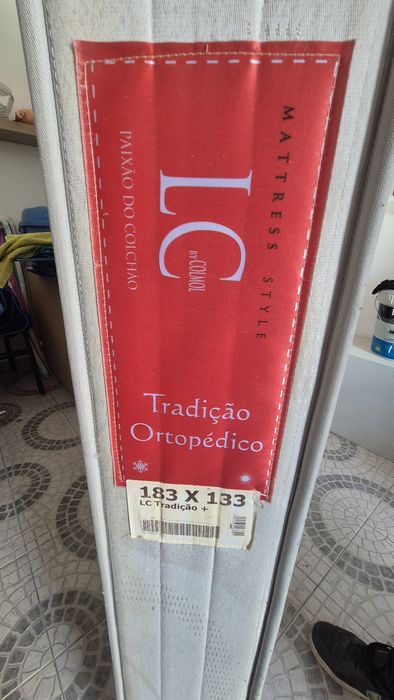 MATTRESS STYLE
LC
BY COLMOL
PAIXÃO DO COLCHÃO
Tradição
Ortopédico
183 X 133
LC Tradição +